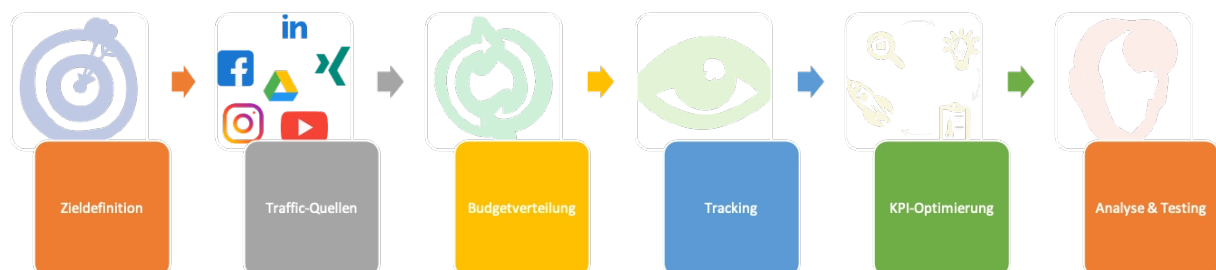 in
Zieldefinition
Traffic-Quellen
Budgetverteilung
Tracking
KPI-Optimierung
Analyse & Testing